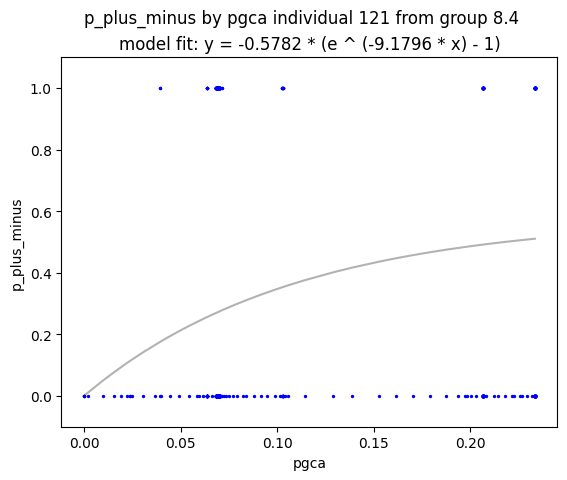 p_plus_minus by pgca individual 121 from group 8.4
model fit: y = -0.5782 * (e ^ (-9.1796 * x) - 1)
1.0
0.8
0.6
0.4
0.2
0.0
p_plus_minus
0.00 0.05 0.10 0.15 0.20
pgca